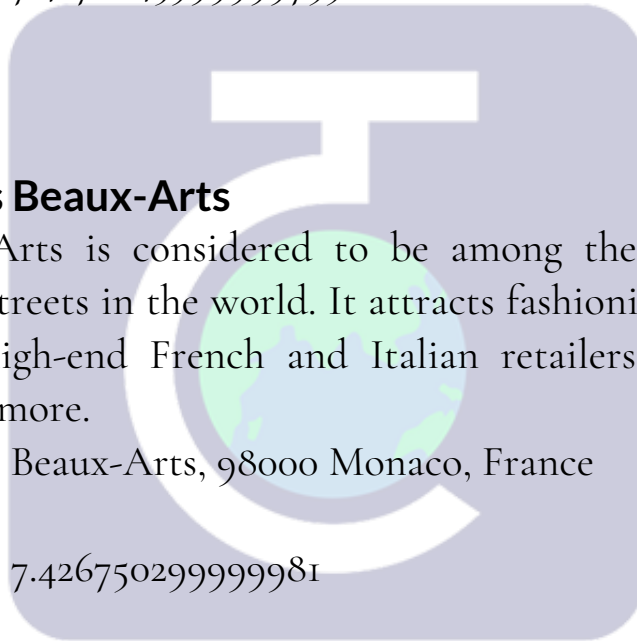 s Beaux-Arts
Arts is considered to be among the
treets in the world. It attracts fashioni
igh-end French and Italian retailers
more.
Beaux-Arts, 98000 Monaco, France
7.426750299999981